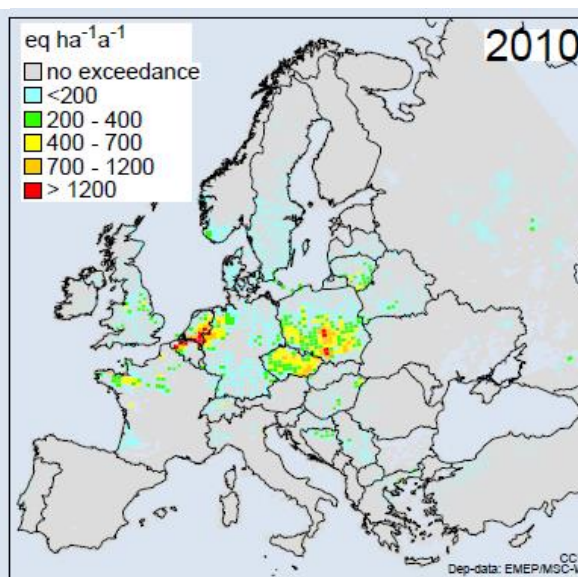 eq ha⁻¹a⁻¹
no exceedance
<200
200 - 400
400 - 700
700 - 1200
> 1200
2010
CC
Dep-data: EMEP/MSC-W